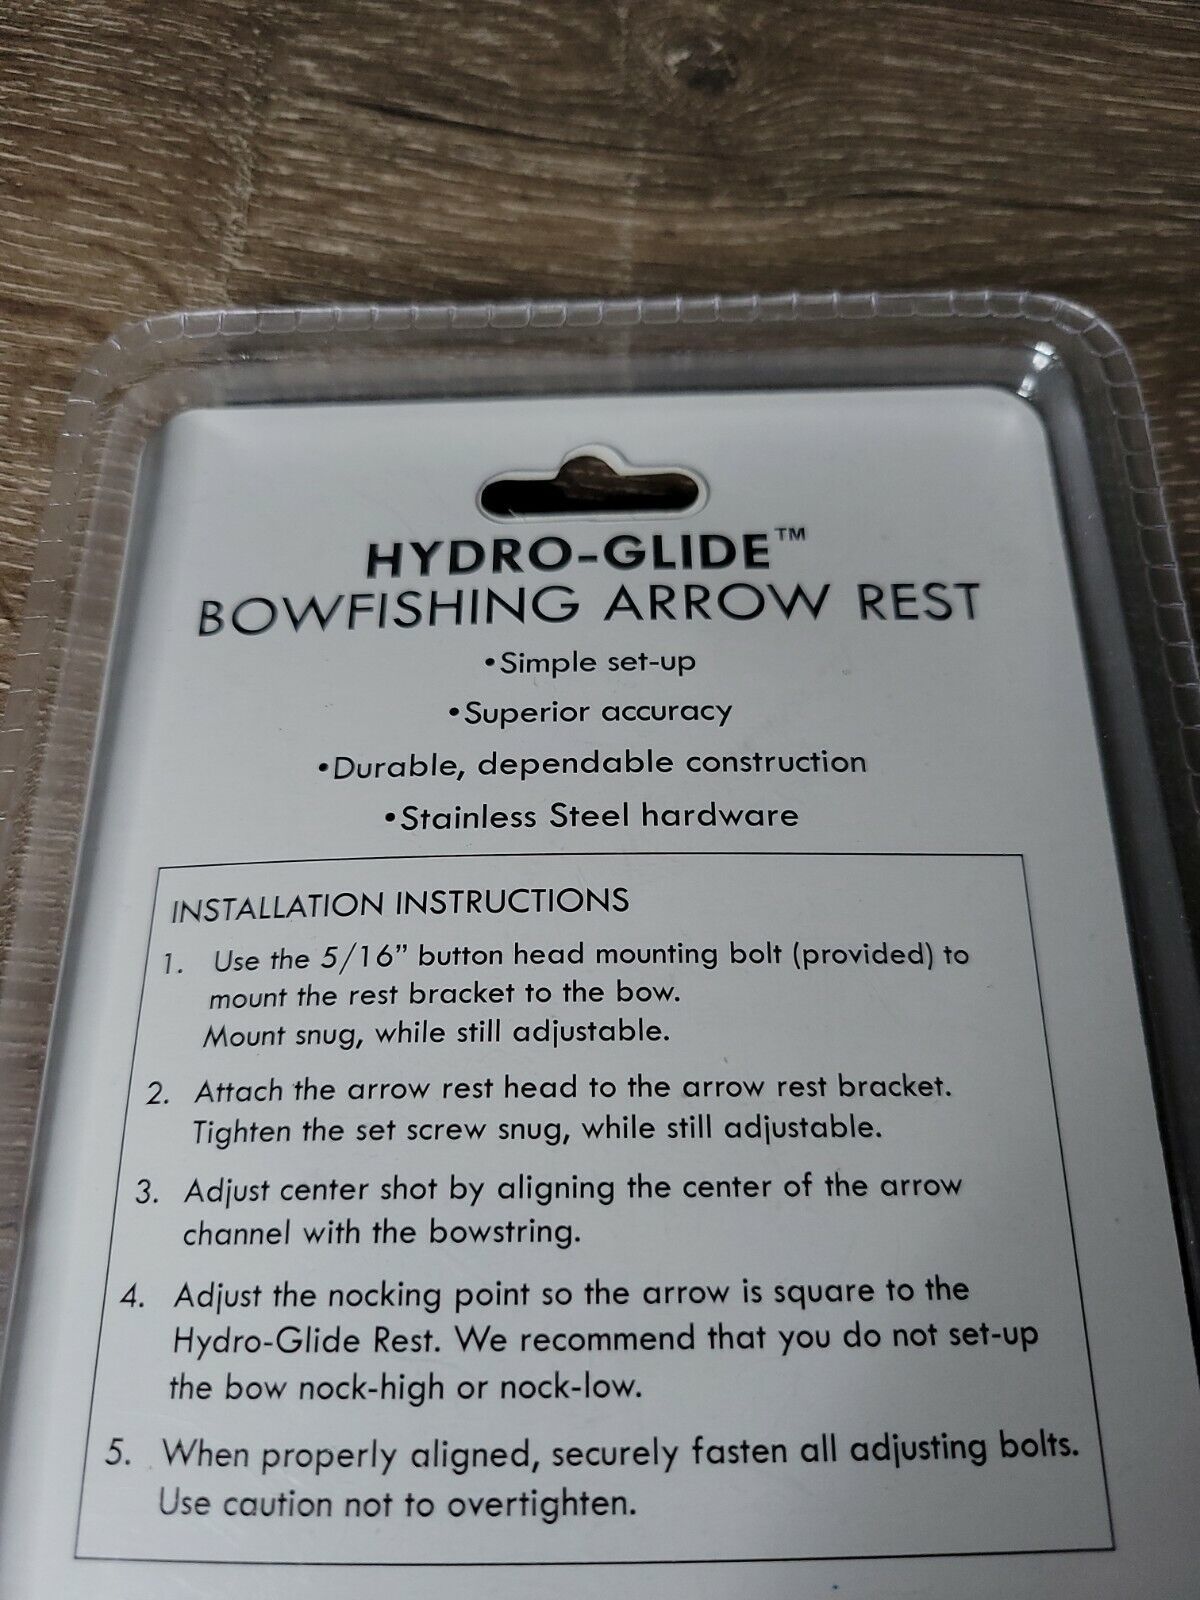 HYDRO-GLIDE™
BOWFISHING ARROW REST
•Simple set-up
•Superior accuracy
•Durable, dependable construction
•Stainless Steel hardware
INSTALLATION INSTRUCTIONS
1. Use the 5/16” button head mounting bolt (provided) to
mount the rest bracket to the bow.
Mount snug, while still adjustable.
2. Attach the arrow rest head to the arrow rest bracket.
Tighten the set screw snug, while still adjustable.
3. Adjust center shot by aligning the center of the arrow
channel with the bowstring.
4. Adjust the nocking point so the arrow is square to the
Hydro-Glide Rest. We recommend that you do not set-up
the bow nock-high or nock-low.
5. When properly aligned, securely fasten all adjusting bolts.
Use caution not to overtighten.